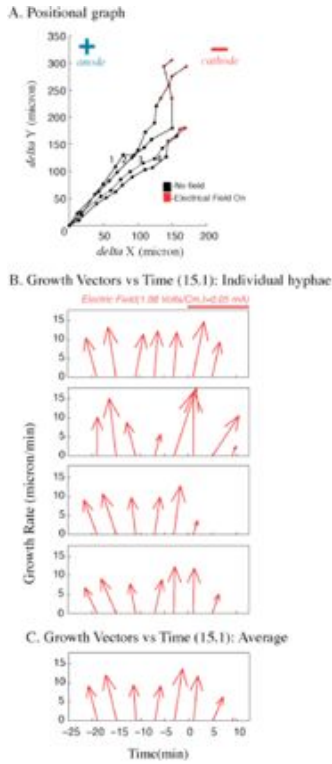 A. Positional graph
350
300
250
200
150
100
50
0
delta Y (micron)
+ −
anode cathode
No field
Electrical Field On
0 50 100 150 200
delta X (micron)
B. Growth Vectors vs Time (15,1): Individual hyphae
15
10
5
0
15
10
5
0
15
10
5
0
15
10
5
0
Growth Rate (micron/min)
C. Growth Vectors vs Time (15,1): Average
15
10
5
0
−25 −20 −15 −10 −5 0 5 10
Time(min)